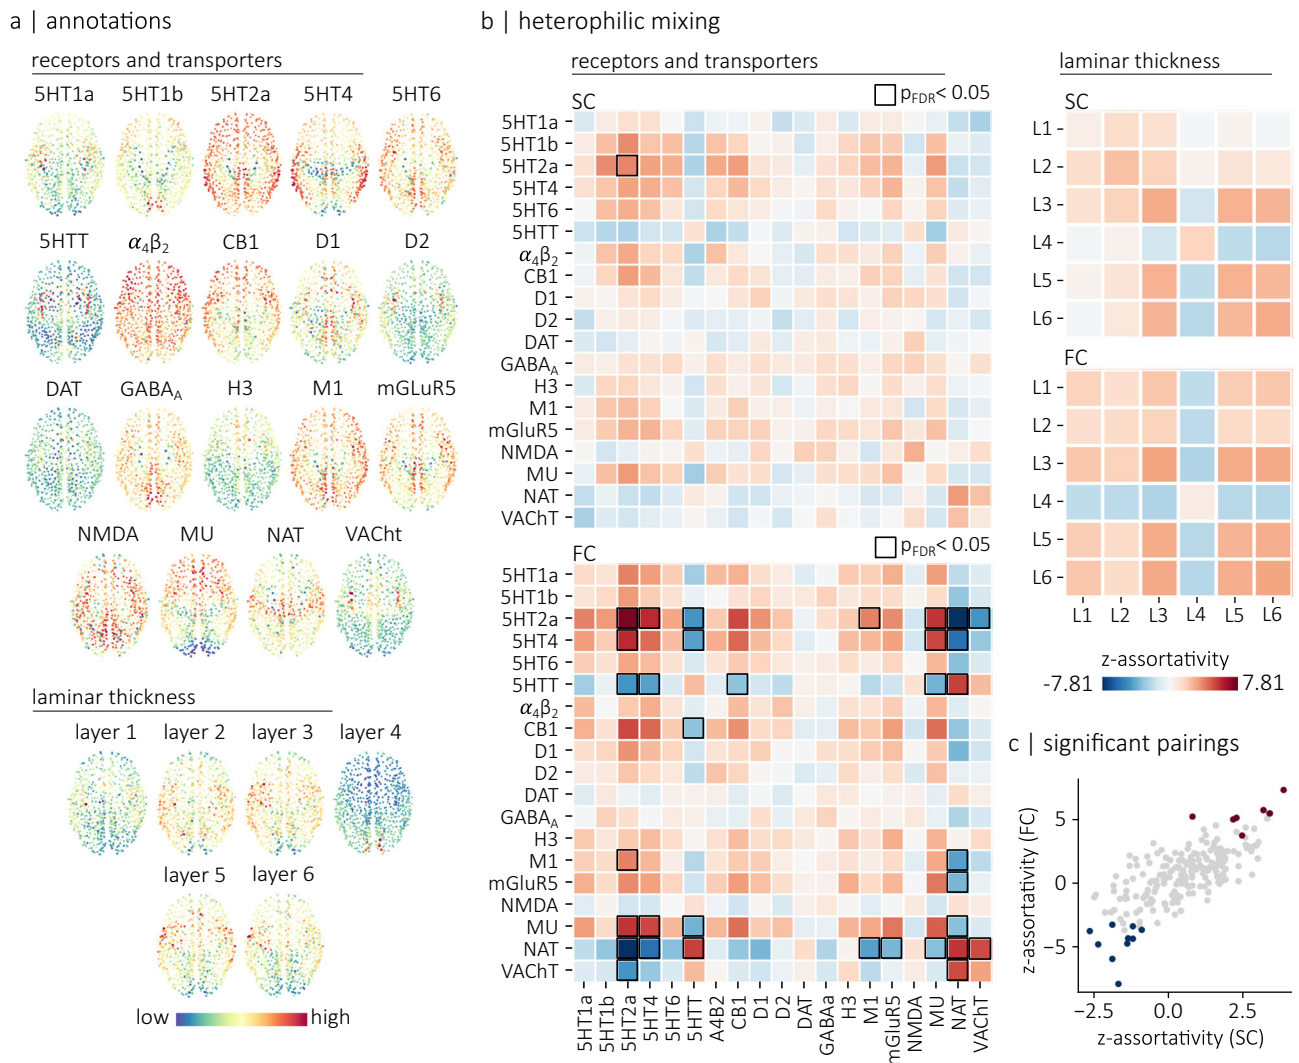 a | annotations
receptors and transporters
5HT1a 5HT1b 5HT2a 5HT4 5HT6
5HTT α₄β₂ CB1 D1 D2
DAT GABA_A H3 M1 mGLuR5
NMDA MU NAT VACht
laminar thickness
layer 1 layer 2 layer 3 layer 4
layer 5 layer 6
low high
b | heterophilic mixing
receptors and transporters
SC
p_FDR< 0.05
5HT1a
5HT1b
5HT2a
5HT4
5HT6
5HTT
α₄β₂
CB1
D1
D2
DAT
GABA_A
H3
M1
mGluR5
NMDA
MU
NAT
VAChT
FC
p_FDR< 0.05
5HT1a
5HT1b
5HT2a
5HT4
5HT6
5HTT
α₄β₂
CB1
D1
D2
DAT
GABA_A
H3
M1
mGluR5
NMDA
MU
NAT
VAChT
5HT1a 5HT1b 5HT2a 5HT4 5HT6 5HTT A4B2 CB1 D1 D2 DAT GABAa H3 M1 mGluR5 NMDA MU NAT VAChT
laminar thickness
SC
L1
L2
L3
L4
L5
L6
FC
L1
L2
L3
L4
L5
L6
L1 L2 L3 L4 L5 L6
z-assortativity
-7.81 7.81
c | significant pairings
z-assortativity (FC)
5
0
−5
−2.5 0.0 2.5
z-assortativity (SC)